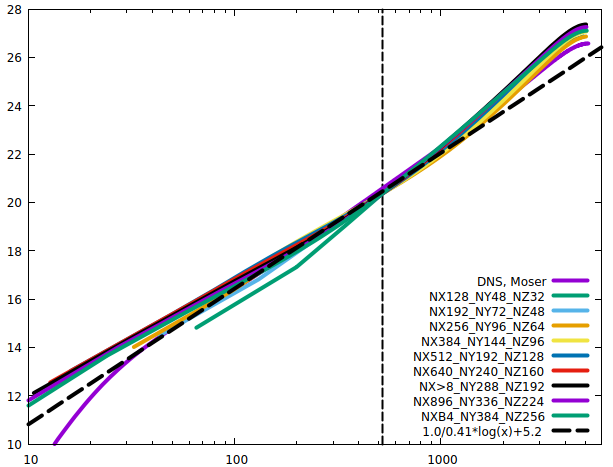 28
26
24
22
20
18
16
14
12
10
DNS, Moser
NX128_NY48_NZ32
NX192_NY72_NZ48
NX256_NY96_NZ64
NX384_NY144_NZ96
NX512_NY192_NZ128
NX640_NY240_NZ160
NX>8_NY288_NZ192
NX896_NY336_NZ224
NXB4_NY384_NZ256
1.0/0.41*log(x)+5.2
10 100 1000